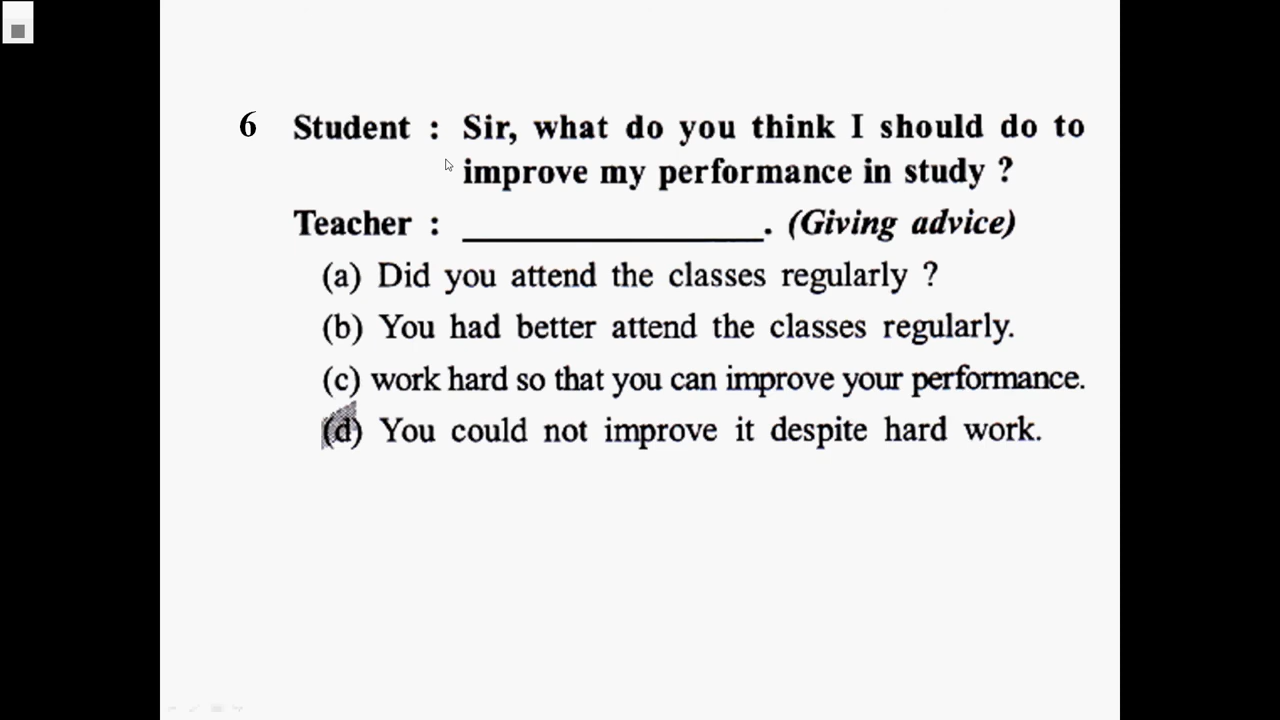 6 Student : Sir, what do you think I should do to
improve my performance in study ?
Teacher : ____________________. (Giving advice)
(a) Did you attend the classes regularly ?
(b) You had better attend the classes regularly.
(c) work hard so that you can improve your performance.
(d) You could not improve it despite hard work.